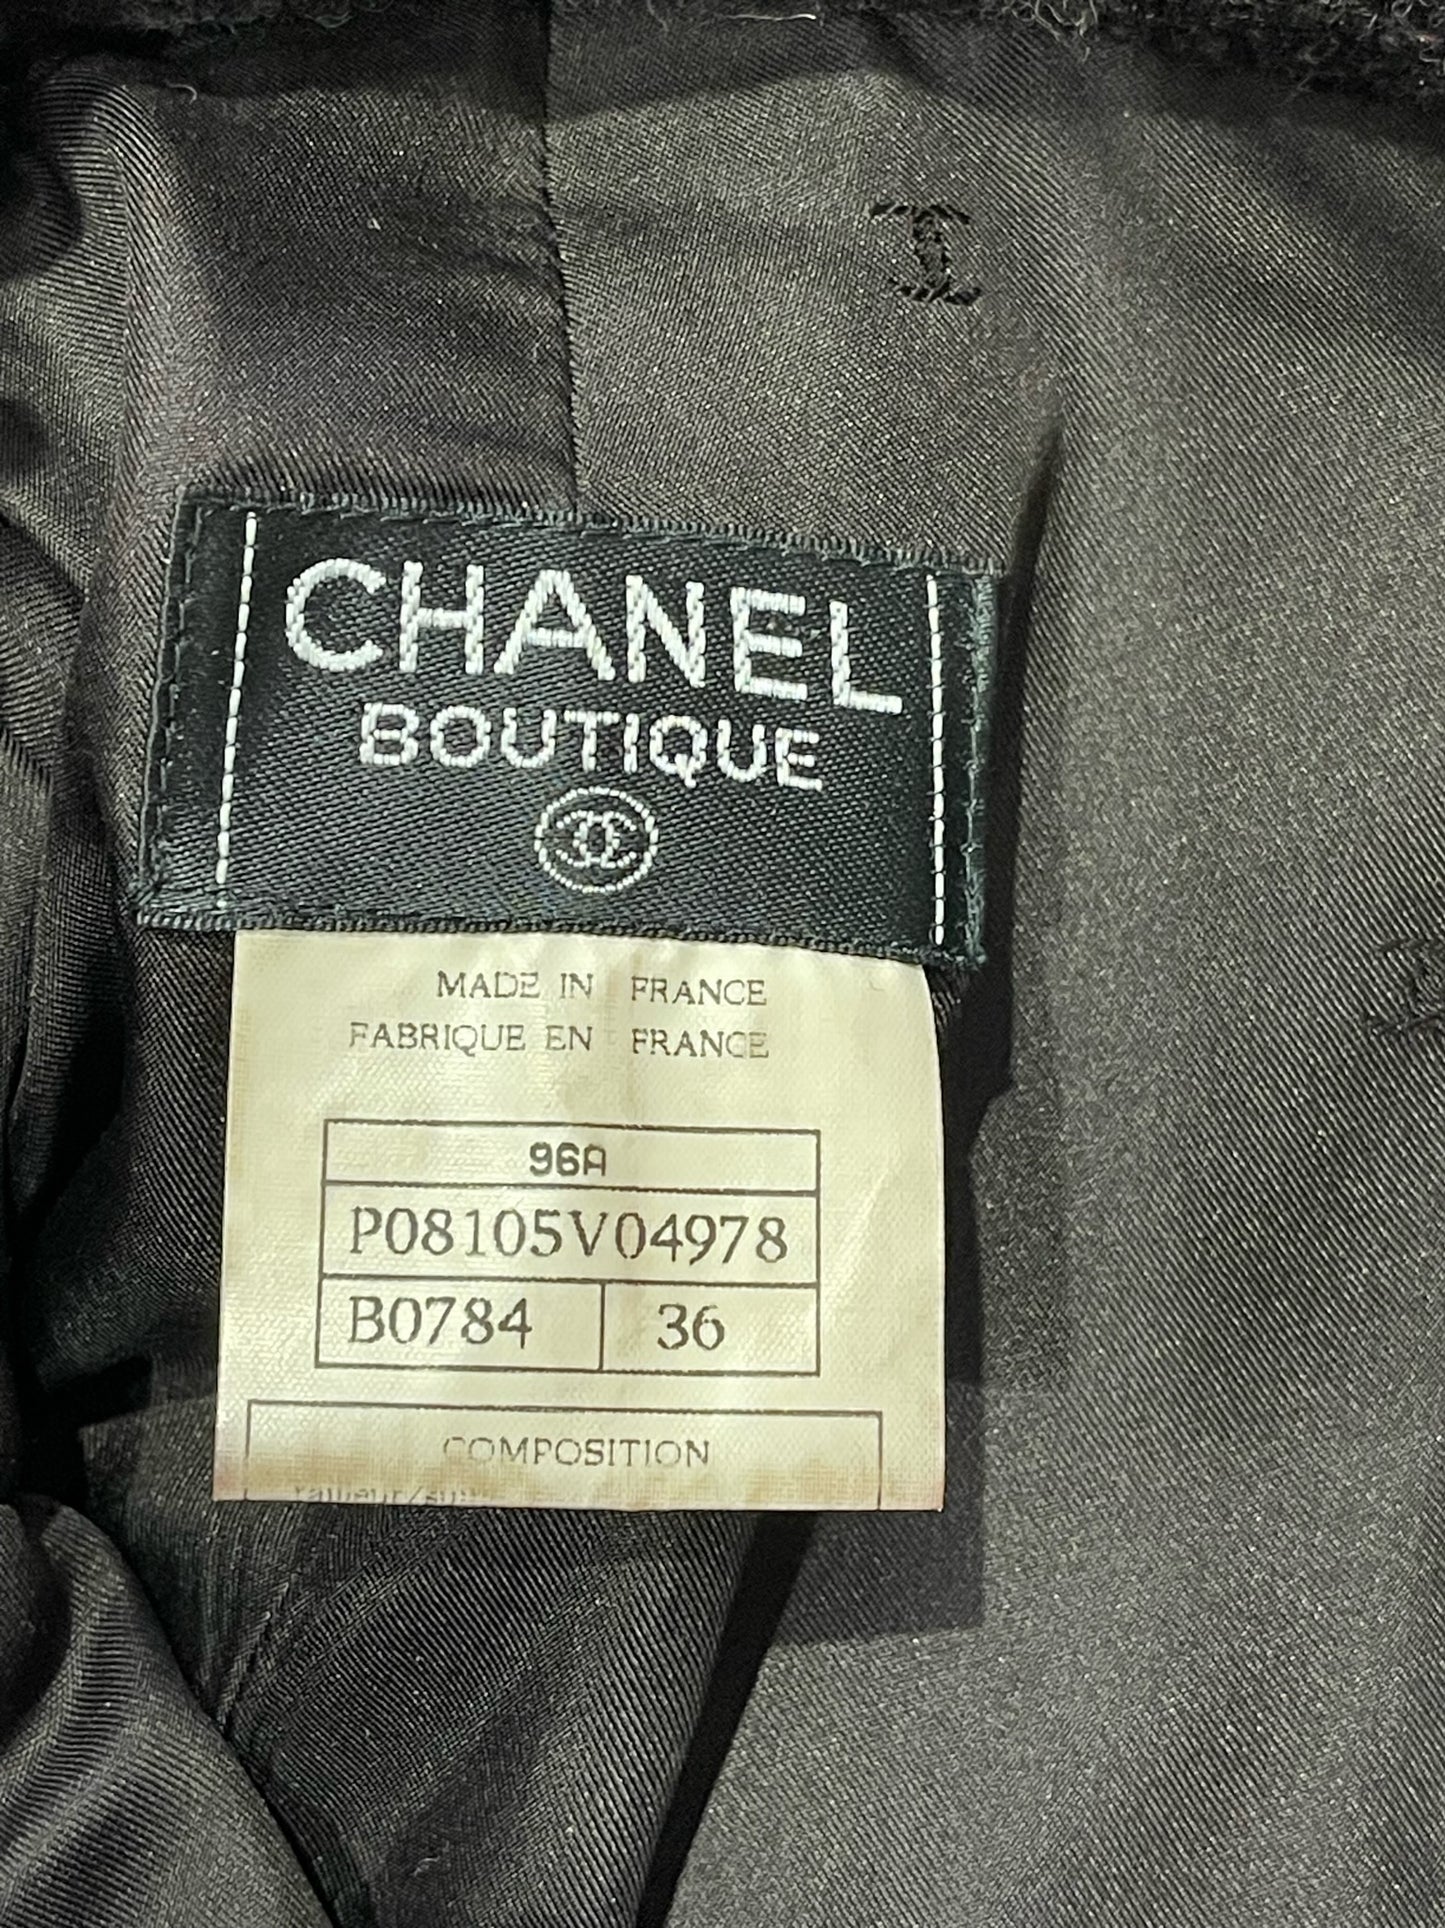 CHANEL
BOUTIQUE
MADE IN FRANCE
FABRIQUE EN FRANCE
96A
P08105V04978
B0784 36
COMPOSITION